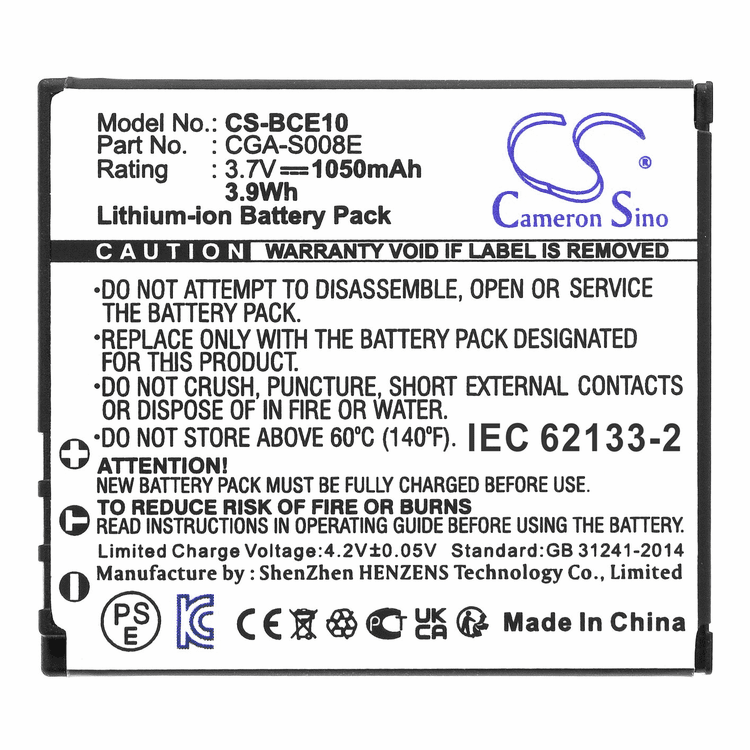 Model No.: CS-BCE10
Part No. : CGA-S008E
Rating : 3.7V⎓1050mAh
3.9Wh
Lithium-ion Battery Pack
CS ®
Cameron Sino
CAUTION WARRANTY VOID IF LABEL IS REMOVED
•DO NOT ATTEMPT TO DISASSEMBLE, OPEN OR SERVICE
THE BATTERY PACK.
•REPLACE ONLY WITH THE BATTERY PACK DESIGNATED
FOR THIS PRODUCT.
•DO NOT CRUSH, PUNCTURE, SHORT EXTERNAL CONTACTS
OR DISPOSE OF IN FIRE OR WATER.
•DO NOT STORE ABOVE 60°C (140°F). IEC 62133-2
ATTENTION!
NEW BATTERY PACK MUST BE FULLY CHARGED BEFORE USE.
TO REDUCE RISK OF FIRE OR BURNS
READ INSTRUCTIONS IN OPERATING GUIDE BEFORE USING THE BATTERY.
Limited Charge Voltage:4.2V±0.05V Standard:GB 31241-2014
Manufacture by : ShenZhen HENZENS Technology Co., Limited
+
T
–
PS E KC CE PCT UK CA Made in China